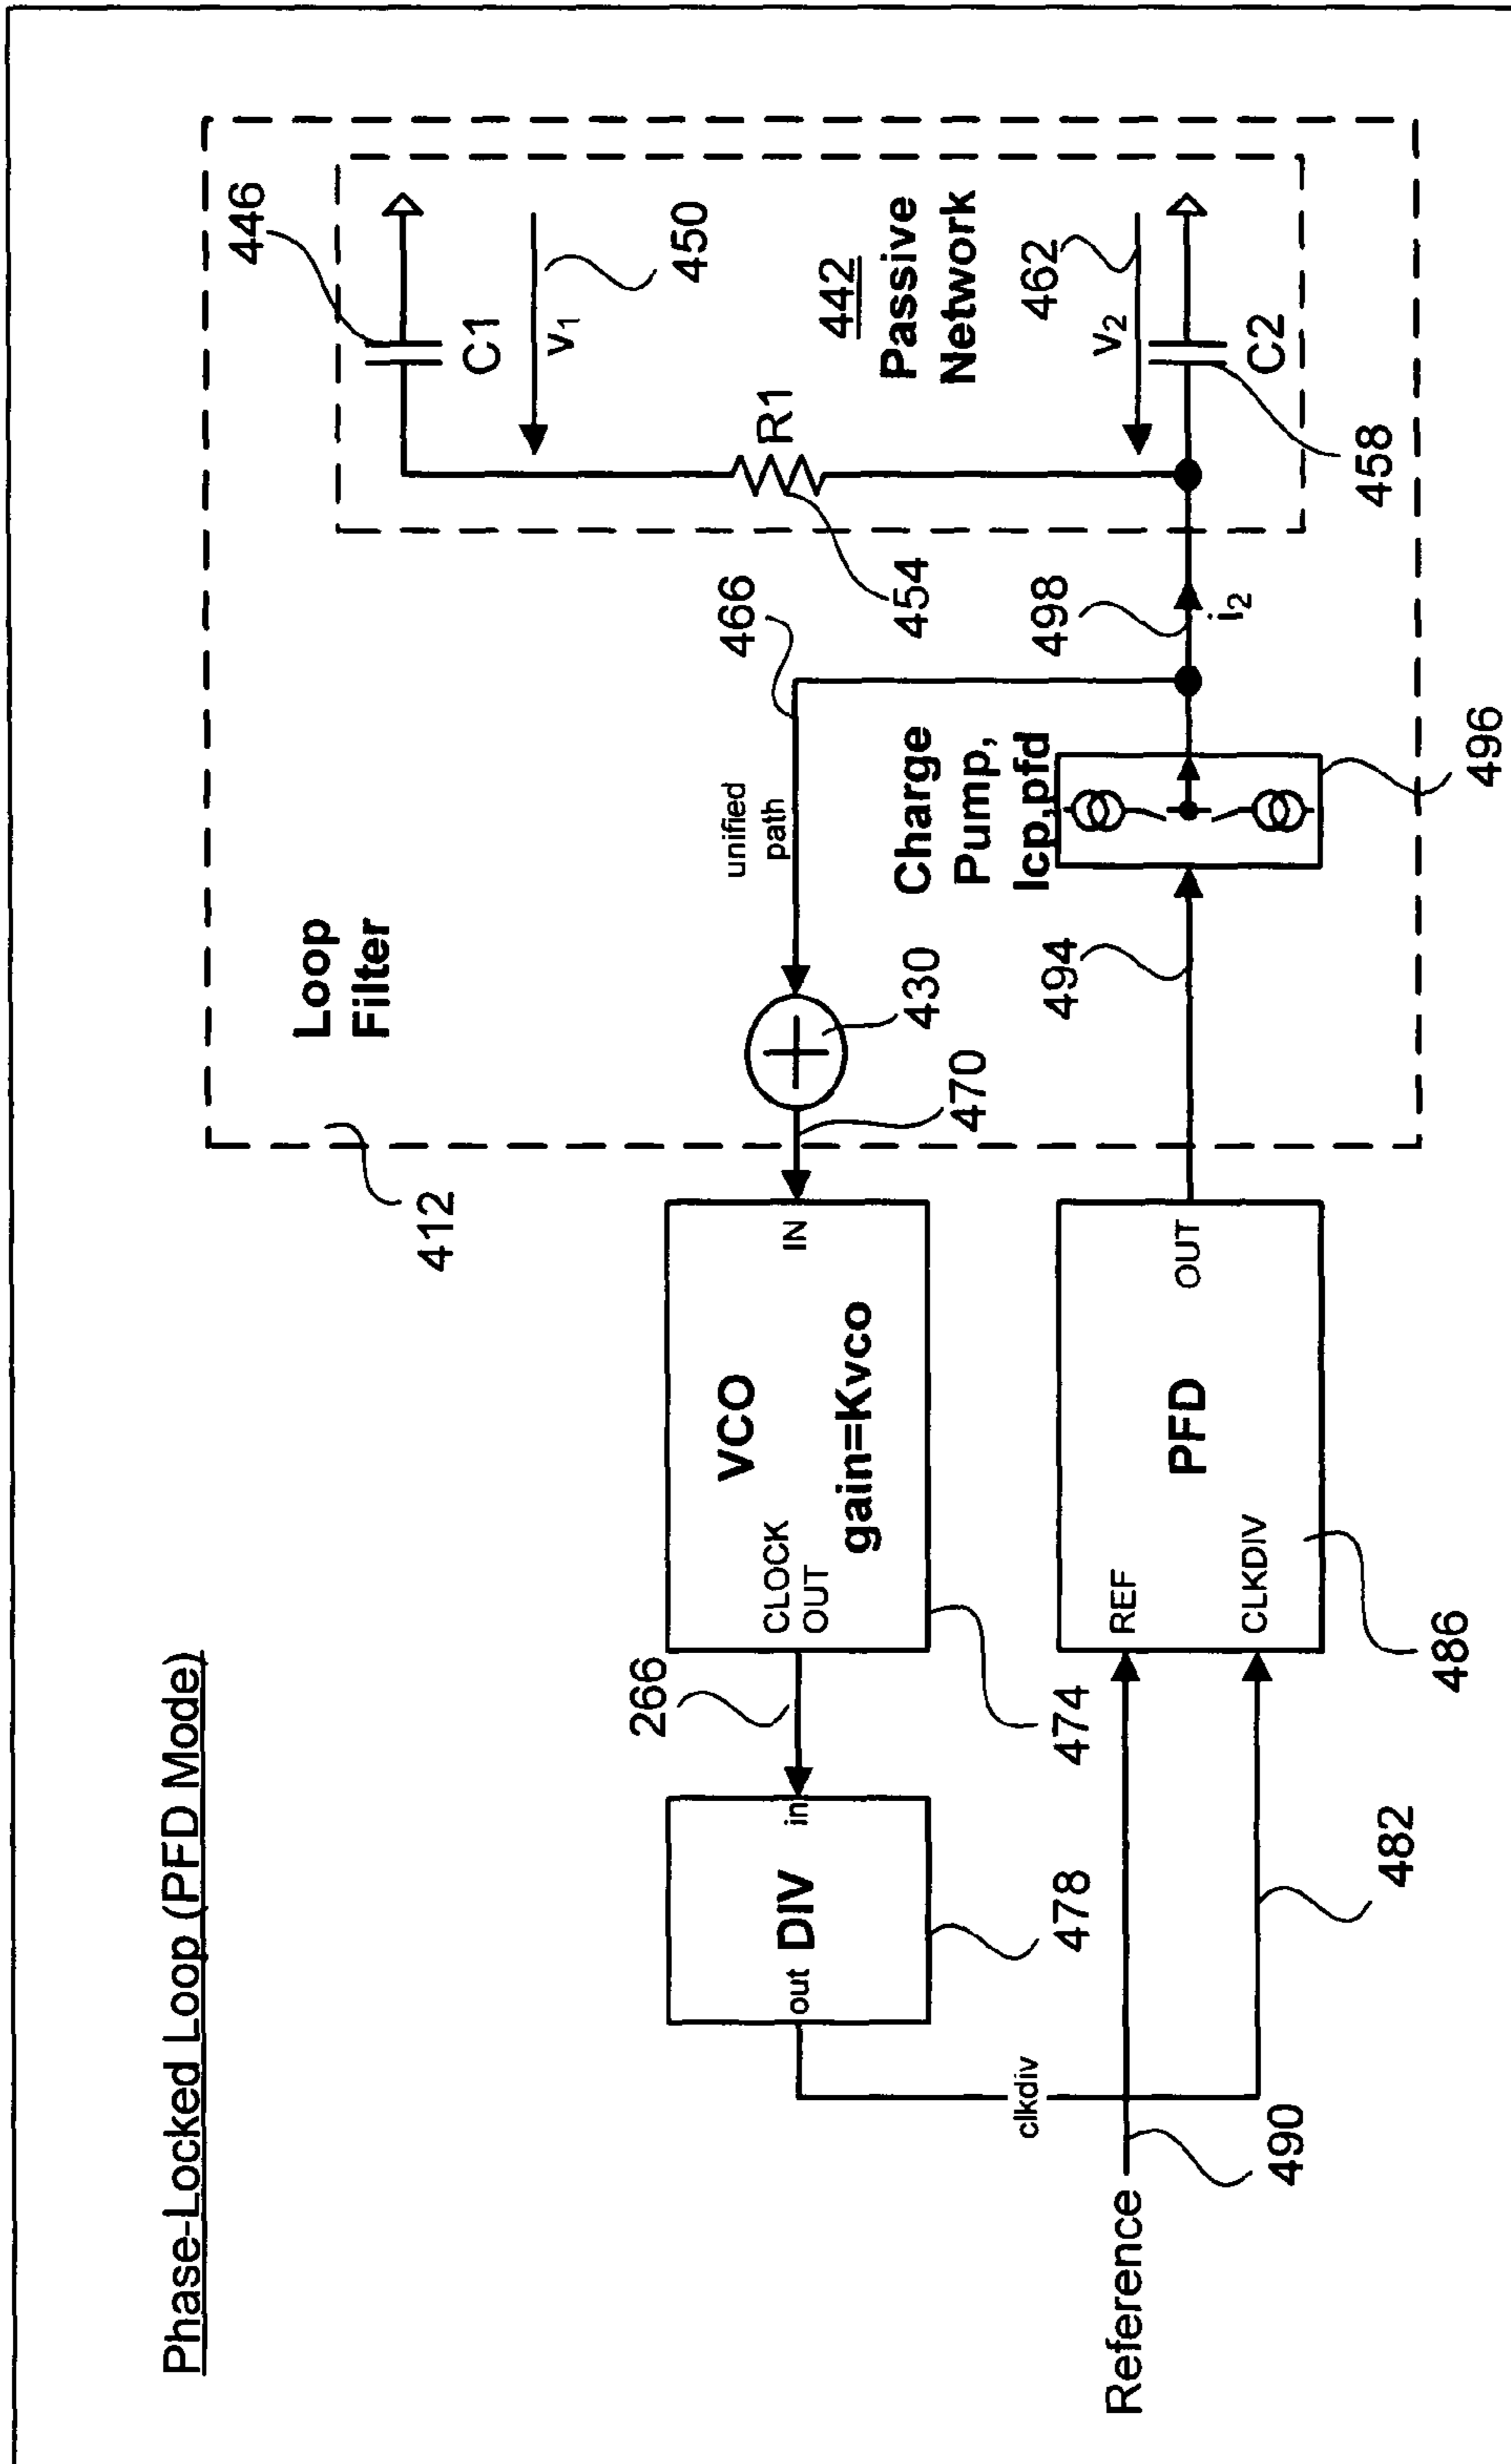 Phase-Locked Loop (PFD Mode)
Loop
Filter
412
446
C1
v1
450
442
Passive
Network
R1
454
462
v2
C2
458
466
unified
path
430
470
498
i2
Charge
Pump,
Icp,pfd
496
494
VCO
gain=Kvco
IN
CLOCK
OUT
474
266
DIV
in
out
478
clkdiv
PFD
REF
CLKDIV
OUT
486
482
Reference
490